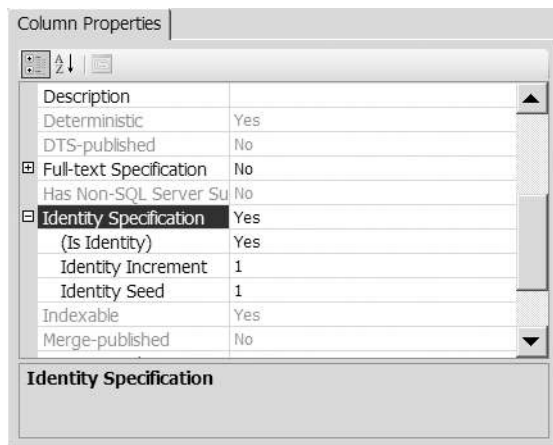 Column Properties
Description
Deterministic Yes
DTS-published No
Full-text Specification No
Has Non-SQL Server Su No
Identity Specification Yes
(Is Identity) Yes
Identity Increment 1
Identity Seed 1
Indexable Yes
Merge-published No
Identity Specification